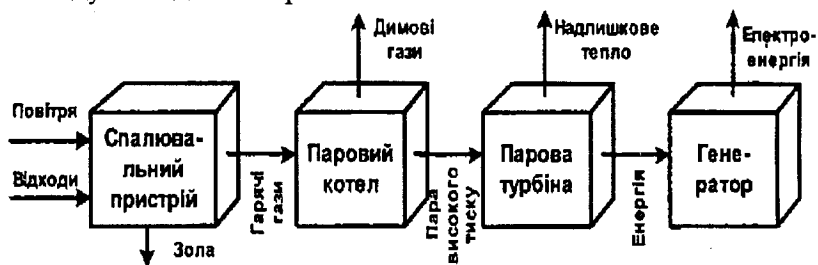 Димові
гази
Надлишкове
тепло
Електро-
енергія
Повітря
Відходи
Спалюва-
альний
пристрій
Гарячі
гази
Паровий
котел
Пара
високого
тиску
Парова
турбіна
Енергія
Гене-
ратор
Зола